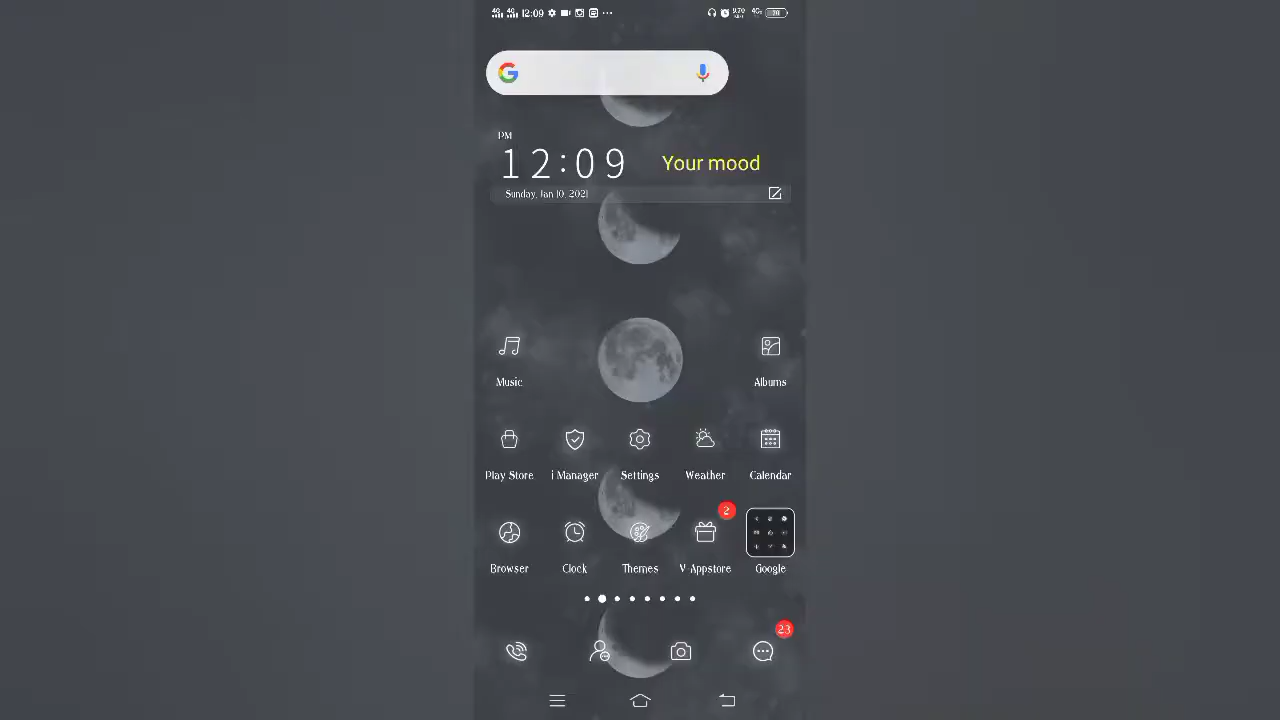 12:09
PM
12:09
Your mood
Sunday, Jan 10, 2021
Music
Albums
Play Store
i Manager
Settings
Weather
Calendar
2
Browser
Clock
Themes
V-Appstore
Google
23